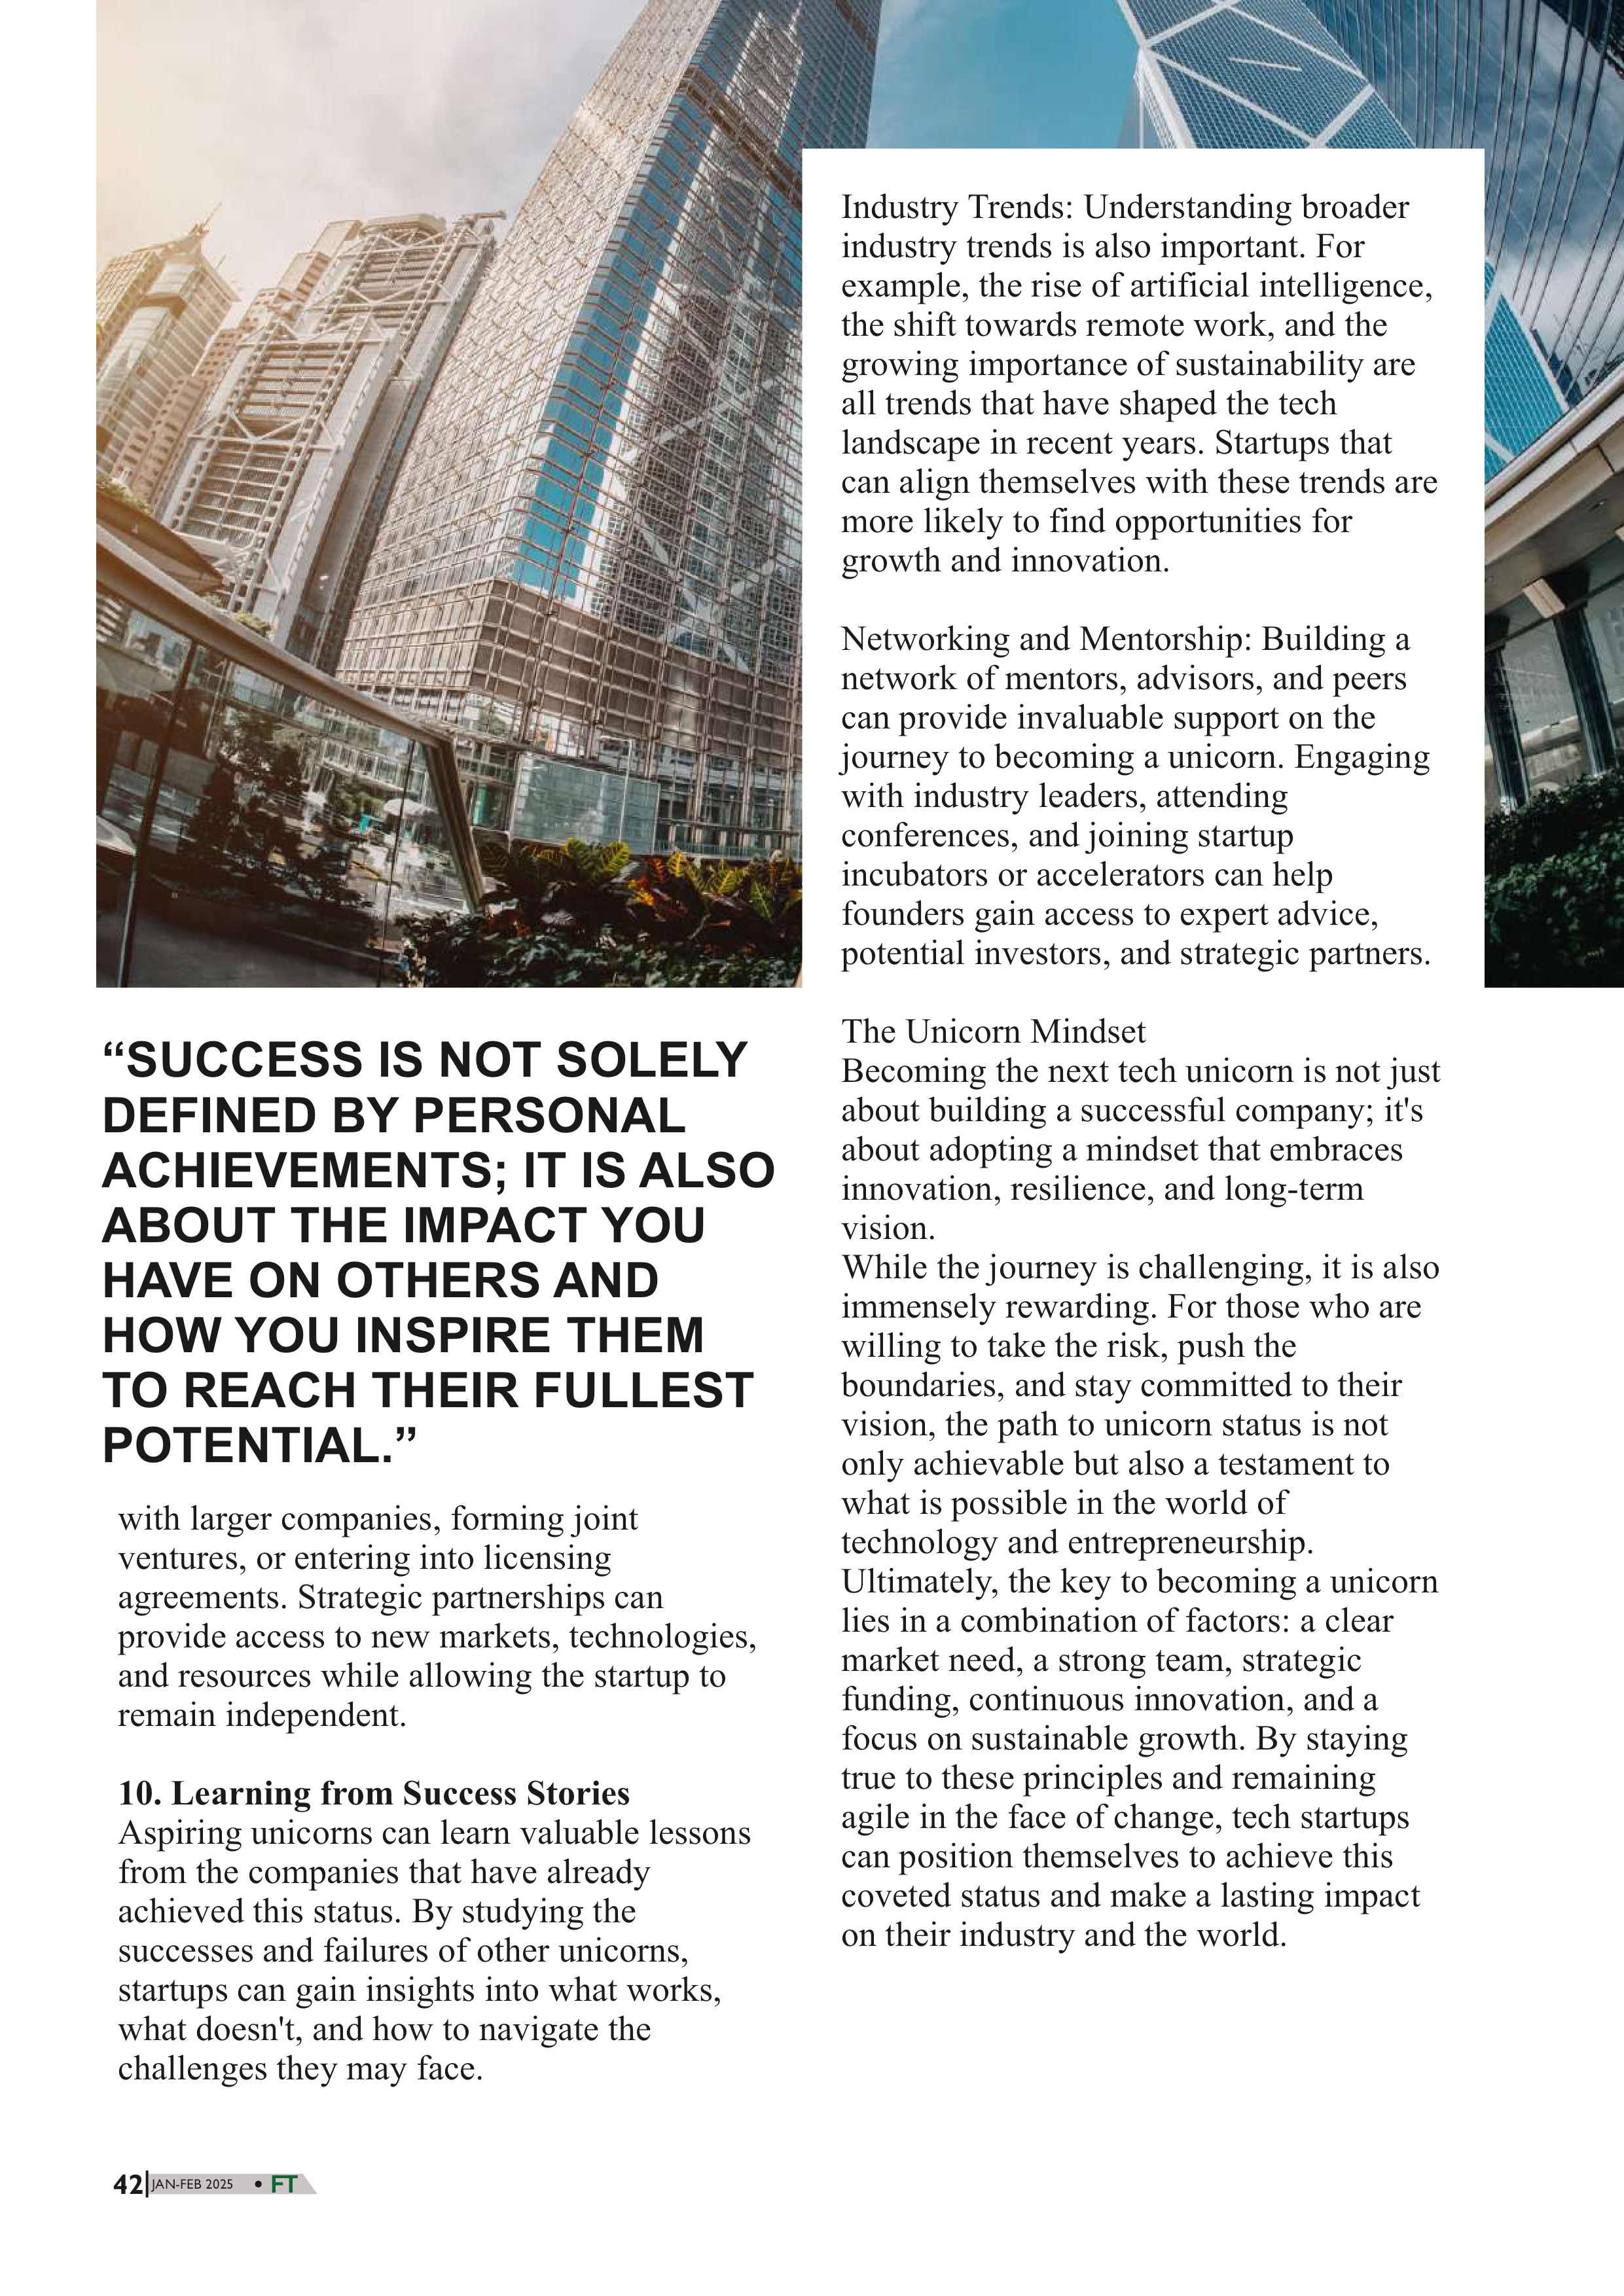 “SUCCESS IS NOT SOLELY
DEFINED BY PERSONAL
ACHIEVEMENTS; IT IS ALSO
ABOUT THE IMPACT YOU
HAVE ON OTHERS AND
HOW YOU INSPIRE THEM
TO REACH THEIR FULLEST
POTENTIAL.”
with larger companies, forming joint
ventures, or entering into licensing
agreements. Strategic partnerships can
provide access to new markets, technologies,
and resources while allowing the startup to
remain independent.
10. Learning from Success Stories
Aspiring unicorns can learn valuable lessons
from the companies that have already
achieved this status. By studying the
successes and failures of other unicorns,
startups can gain insights into what works,
what doesn't, and how to navigate the
challenges they may face.
Industry Trends: Understanding broader
industry trends is also important. For
example, the rise of artificial intelligence,
the shift towards remote work, and the
growing importance of sustainability are
all trends that have shaped the tech
landscape in recent years. Startups that
can align themselves with these trends are
more likely to find opportunities for
growth and innovation.
Networking and Mentorship: Building a
network of mentors, advisors, and peers
can provide invaluable support on the
journey to becoming a unicorn. Engaging
with industry leaders, attending
conferences, and joining startup
incubators or accelerators can help
founders gain access to expert advice,
potential investors, and strategic partners.
The Unicorn Mindset
Becoming the next tech unicorn is not just
about building a successful company; it's
about adopting a mindset that embraces
innovation, resilience, and long-term
vision.
While the journey is challenging, it is also
immensely rewarding. For those who are
willing to take the risk, push the
boundaries, and stay committed to their
vision, the path to unicorn status is not
only achievable but also a testament to
what is possible in the world of
technology and entrepreneurship.
Ultimately, the key to becoming a unicorn
lies in a combination of factors: a clear
market need, a strong team, strategic
funding, continuous innovation, and a
focus on sustainable growth. By staying
true to these principles and remaining
agile in the face of change, tech startups
can position themselves to achieve this
coveted status and make a lasting impact
on their industry and the world.
42 JAN-FEB 2025 • FT